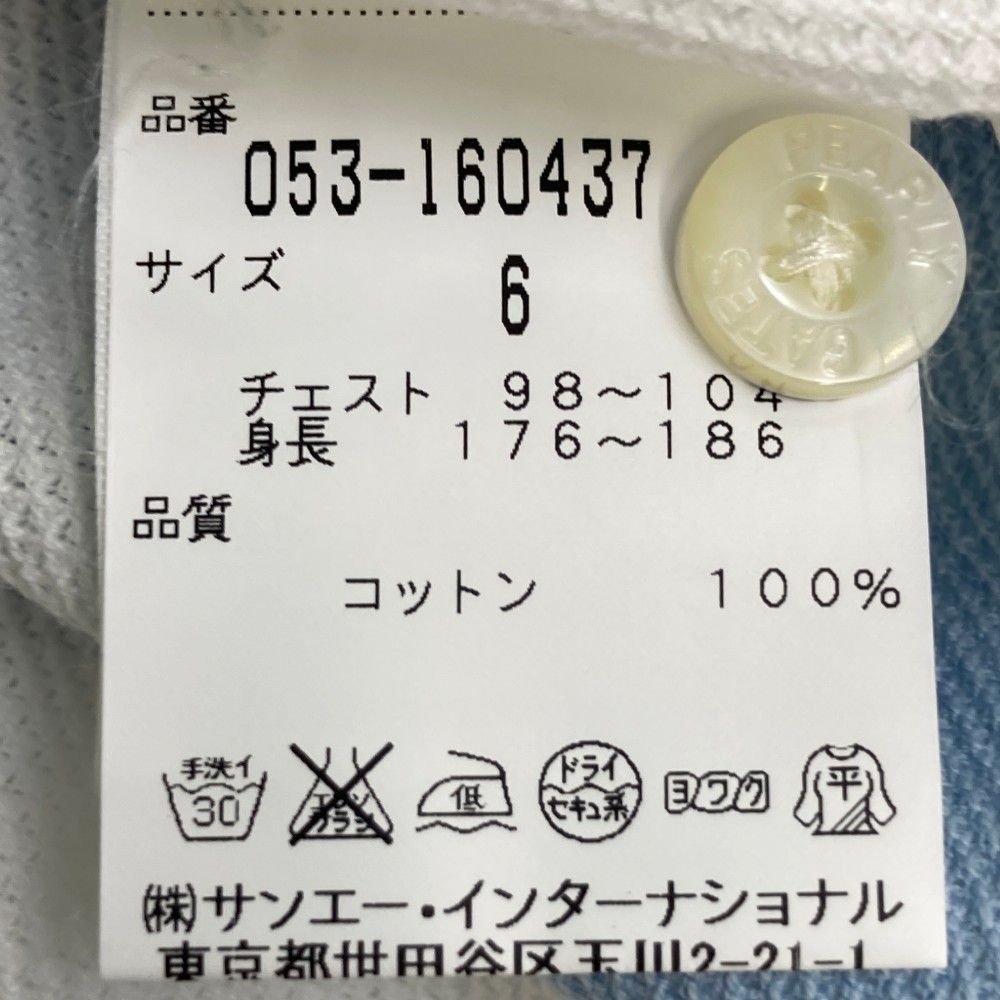 品番
053-160437
サイズ 6
チェスト 98～104
身長 176～186
品質
コットン 100%
手洗イ
30
エンソ
サラシ
低
ドライ
セキュ系
ヨワク
平
㈱サンエー・インターナショナル
東京都世田谷区玉川2-21-1
PEARLY GATES